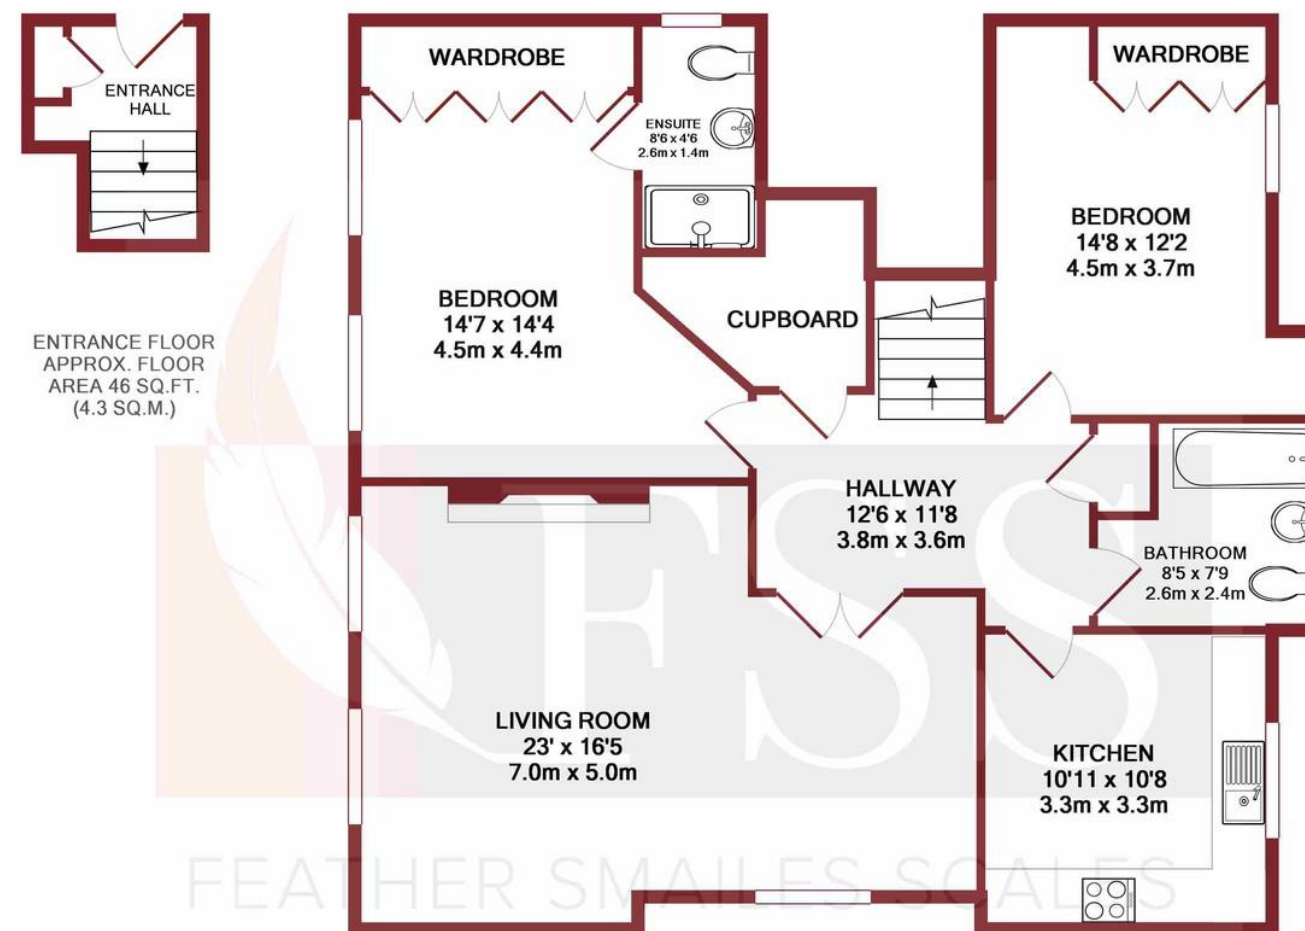 ENTRANCE
HALL
ENTRANCE FLOOR
APPROX. FLOOR
AREA 46 SQ.FT.
(4.3 SQ.M.)
WARDROBE
ENSUITE
8'6 x 4'6
2.6m x 1.4m
BEDROOM
14'7 x 14'4
4.5m x 4.4m
CUPBOARD
WARDROBE
BEDROOM
14'8 x 12'2
4.5m x 3.7m
HALLWAY
12'6 x 11'8
3.8m x 3.6m
BATHROOM
8'5 x 7'9
2.6m x 2.4m
LIVING ROOM
23' x 16'5
7.0m x 5.0m
KITCHEN
10'11 x 10'8
3.3m x 3.3m
FSS
FEATHER SMAILES SCALES